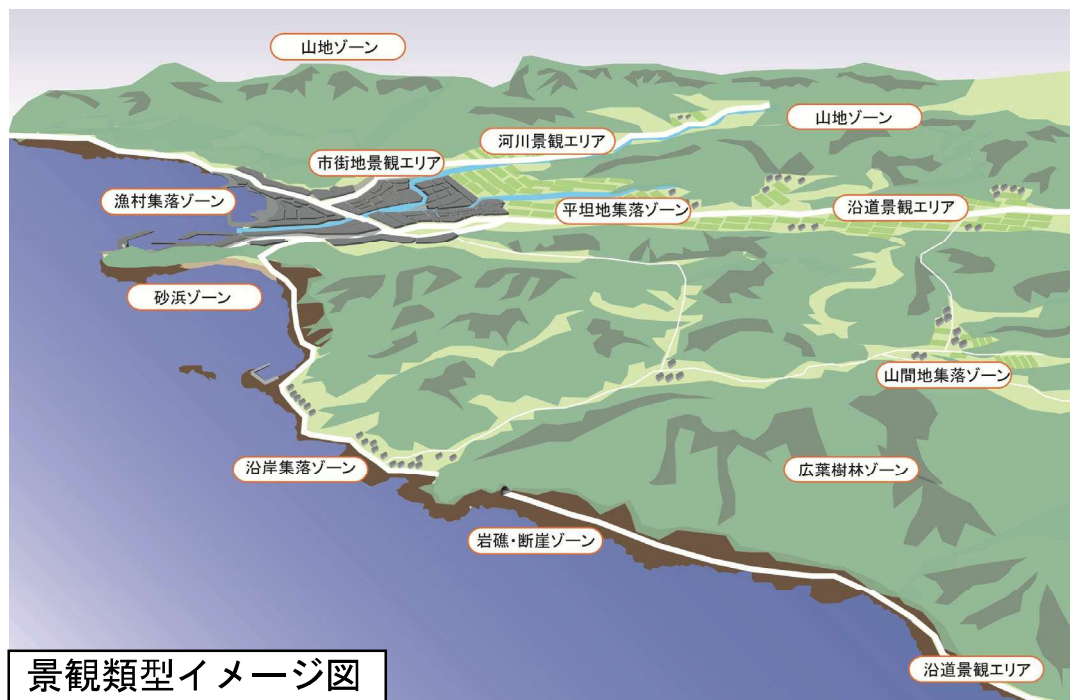 山地ゾーン
山地ゾーン
河川景観エリア
市街地景観エリア
漁村集落ゾーン
平坦地集落ゾーン
沿道景観エリア
砂浜ゾーン
山間地集落ゾーン
沿岸集落ゾーン
広葉樹林ゾーン
岩礁・断崖ゾーン
沿道景観エリア
景観類型イメージ図